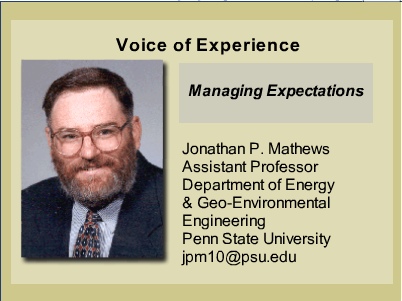 Voice of Experience
Managing Expectations
Jonathan P. Mathews
Assistant Professor
Department of Energy
& Geo-Environmental
Engineering
Penn State University
jpm10@psu.edu